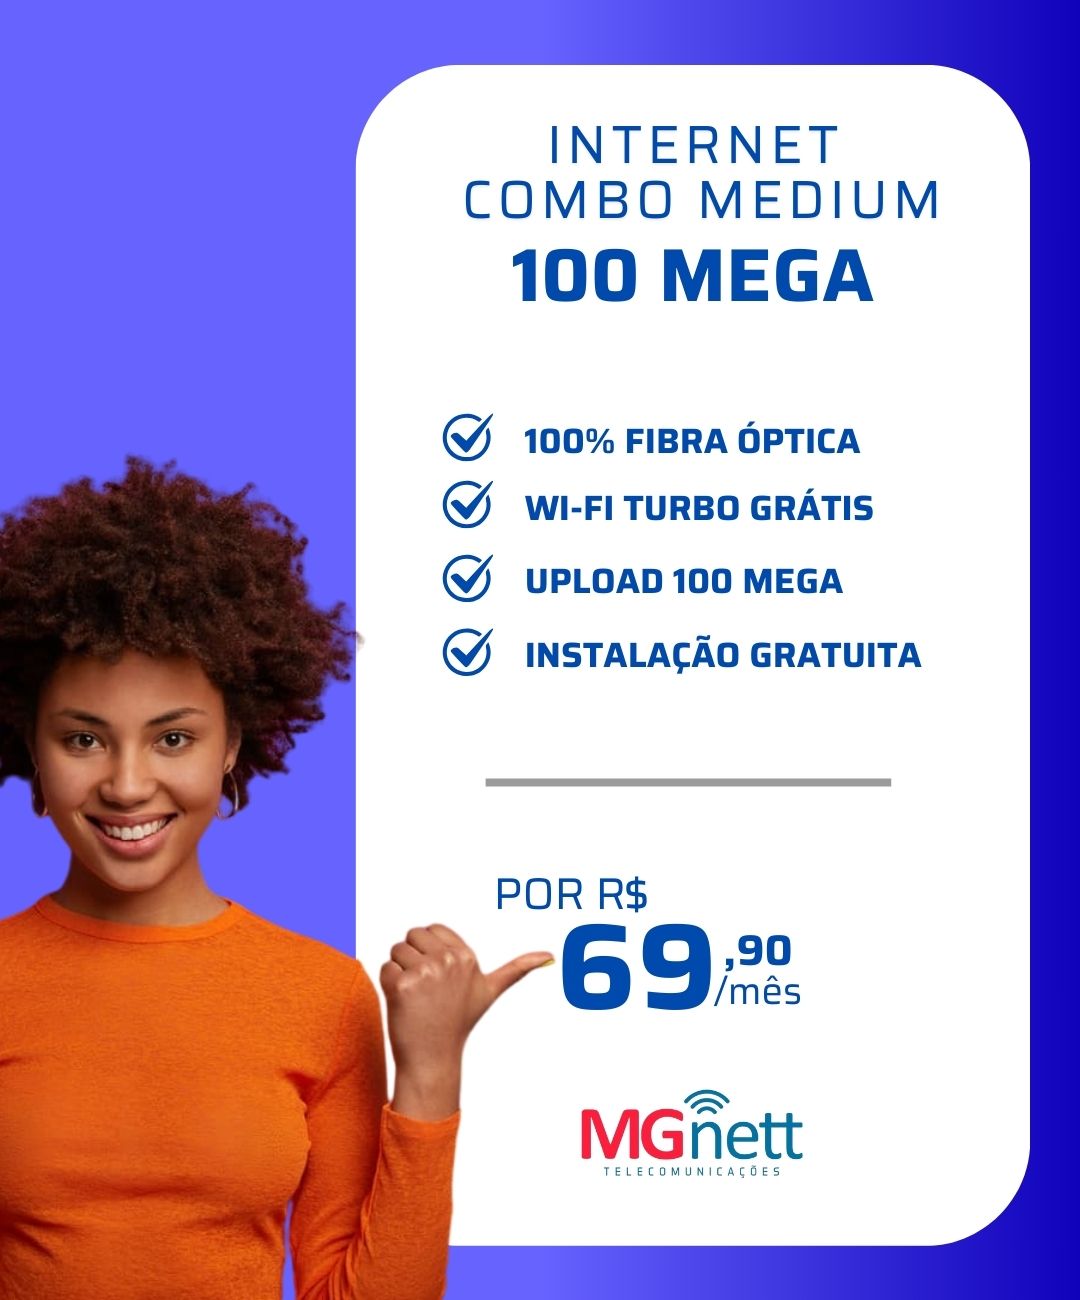 INTERNET
COMBO MEDIUM
100 MEGA
100% FIBRA ÓPTICA
WI-FI TURBO GRÁTIS
UPLOAD 100 MEGA
INSTALAÇÃO GRATUITA
POR R$
69,90
/mês
MGnett
TELECOMUNICAÇÕES